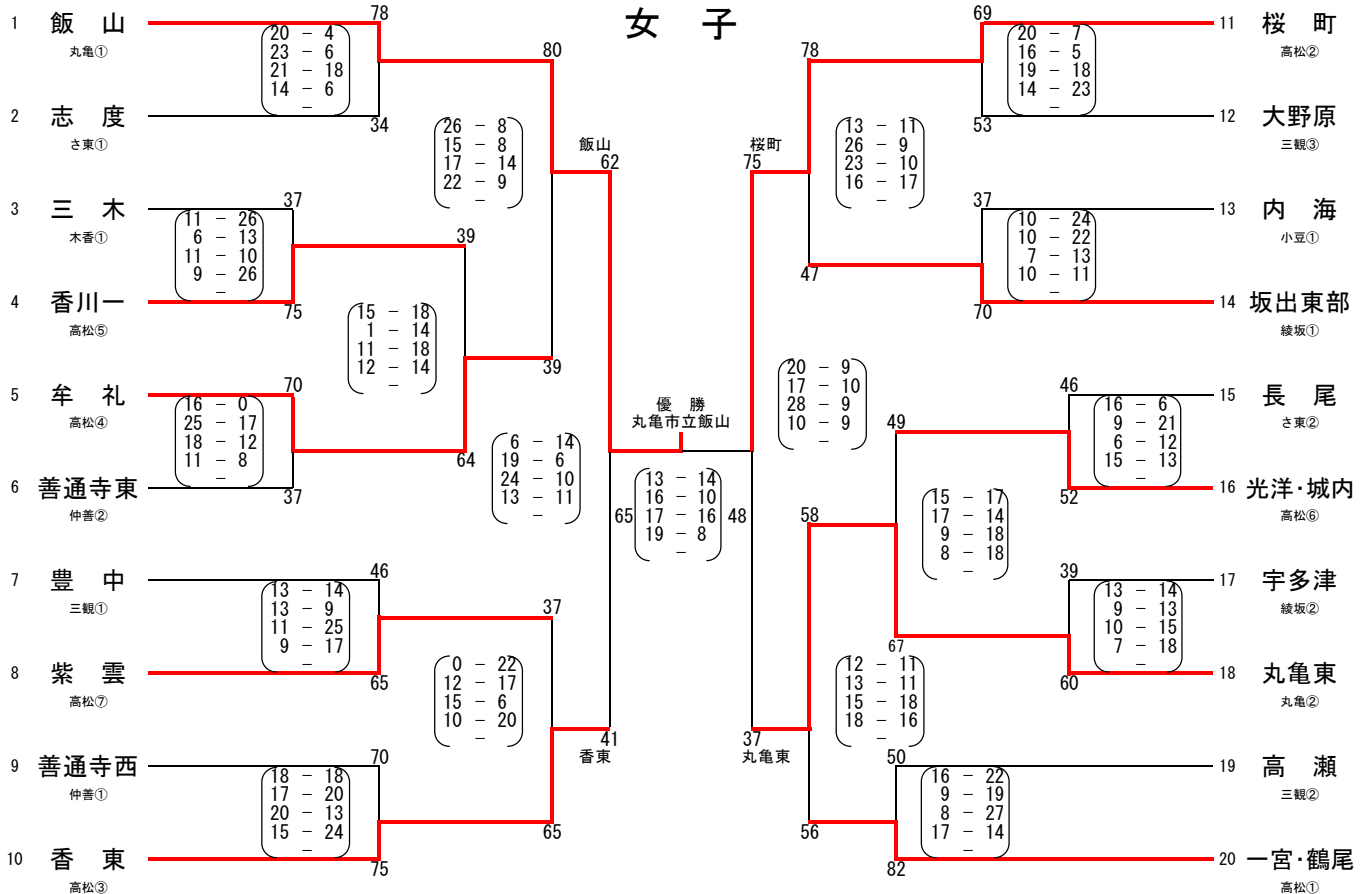 女 子
1 飯 山
丸亀①
2 志 度
さ東①
78
20 - 4
23 - 6
21 - 18
14 - 6
-
34
3 三 木
木香①
4 香川一
高松⑤
37
11 - 26
6 - 13
11 - 10
9 - 26
-
75
5 牟 礼
高松④
6 善通寺東
仲善②
70
16 - 0
25 - 17
18 - 12
11 - 8
-
37
39
15 - 18
1 - 14
11 - 18
12 - 14
-
64
80
26 - 8
15 - 8
17 - 14
22 - 9
-
39
7 豊 中
三観①
8 紫 雲
高松⑦
46
13 - 14
13 - 9
11 - 25
9 - 17
-
65
9 善通寺西
仲善①
10 香 東
高松③
70
18 - 18
17 - 20
20 - 13
15 - 24
-
75
37
0 - 22
12 - 17
15 - 6
10 - 20
-
65
飯山
62
6 - 14
19 - 6
24 - 10
13 - 11
-
41
香東
優 勝
丸亀市立飯山
65
13 - 14
16 - 10
17 - 16
19 - 8
-
48
桜町
75
20 - 9
17 - 10
28 - 9
10 - 9
-
37
丸亀東
78
13 - 11
26 - 9
23 - 10
16 - 17
-
47
69
20 - 7
16 - 5
19 - 18
14 - 23
-
53
11 桜 町
高松②
12 大野原
三観③
37
10 - 24
10 - 22
7 - 13
10 - 11
-
70
13 内 海
小豆①
14 坂出東部
綾坂①
58
12 - 11
13 - 11
15 - 18
18 - 16
-
56
49
15 - 17
17 - 14
9 - 18
8 - 18
-
67
46
16 - 6
9 - 21
6 - 12
15 - 13
-
52
15 長 尾
さ東②
16 光洋・城内
高松⑥
39
13 - 14
9 - 13
10 - 15
7 - 18
-
60
17 宇多津
綾坂②
18 丸亀東
丸亀②
50
16 - 22
9 - 19
8 - 27
17 - 14
-
82
19 高 瀬
三観②
20 一宮・鶴尾
高松①